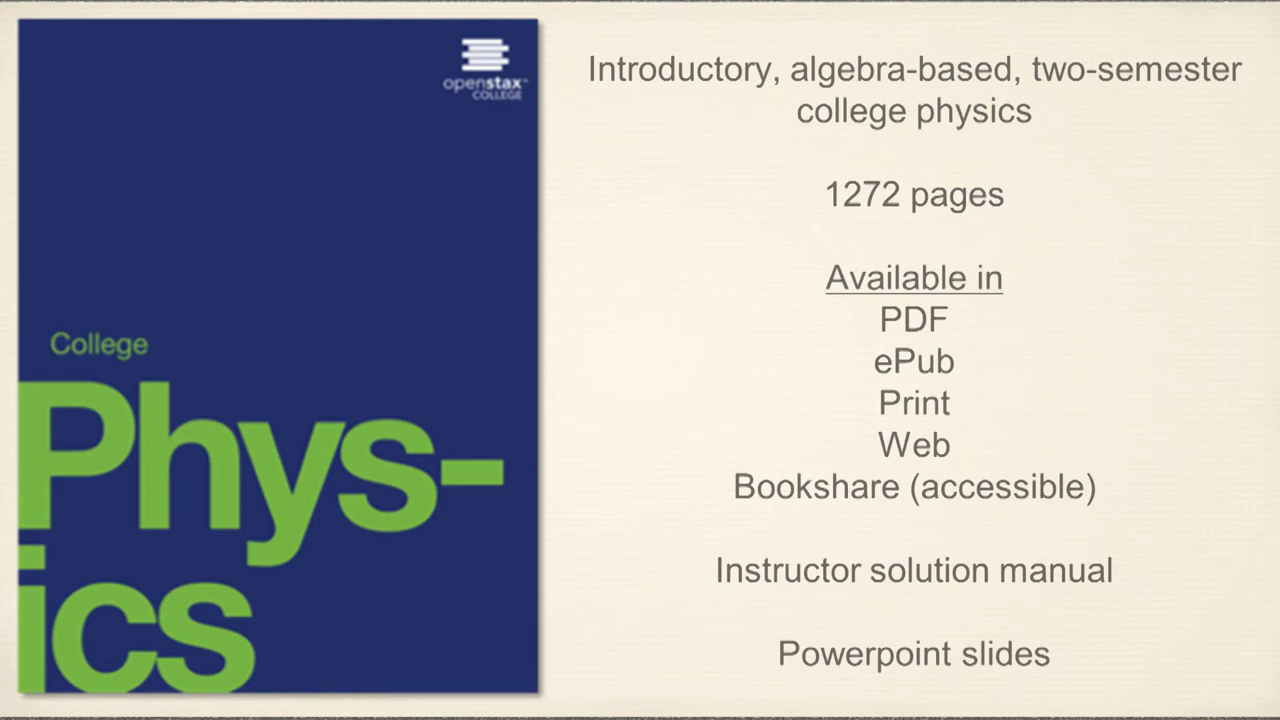 openstax™
COLLEGE
College
Phys-
ics
Introductory, algebra-based, two-semester
college physics
1272 pages
Available in
PDF
ePub
Print
Web
Bookshare (accessible)
Instructor solution manual
Powerpoint slides